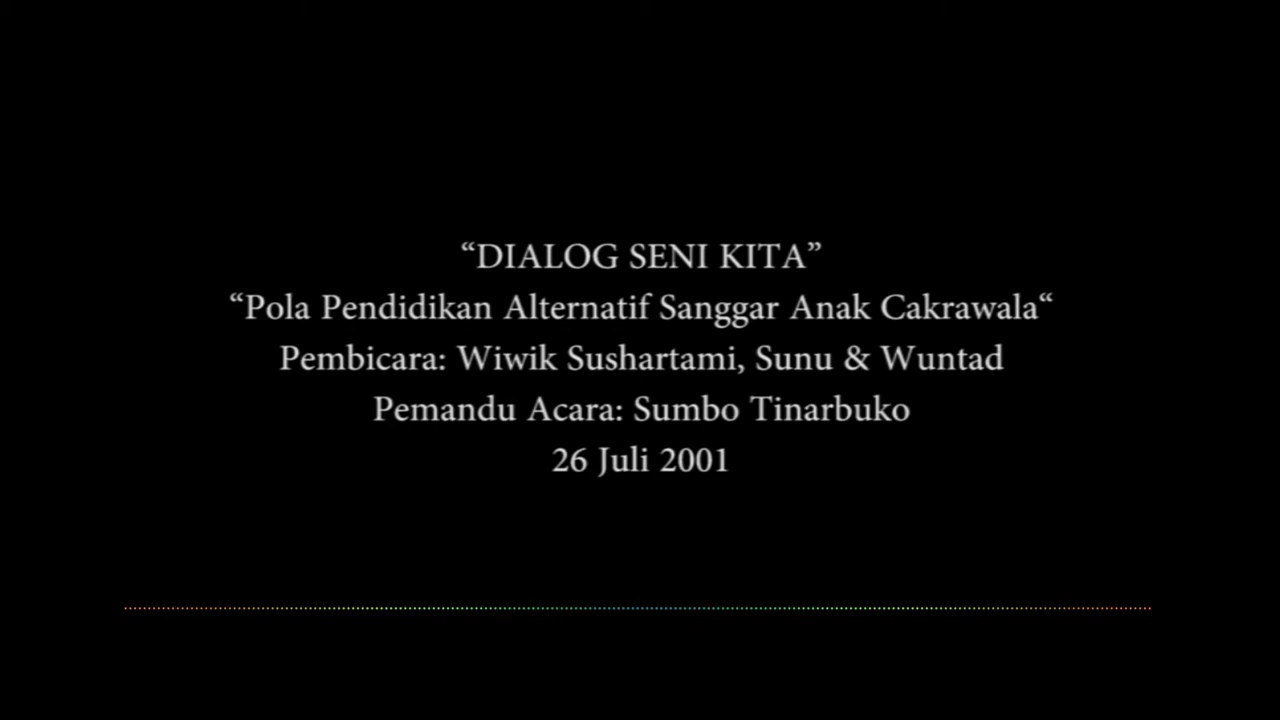 “DIALOG SENI KITA”
“Pola Pendidikan Alternatif Sanggar Anak Cakrawala“
Pembicara: Wiwik Sushartami, Sunu & Wuntad
Pemandu Acara: Sumbo Tinarbuko
26 Juli 2001